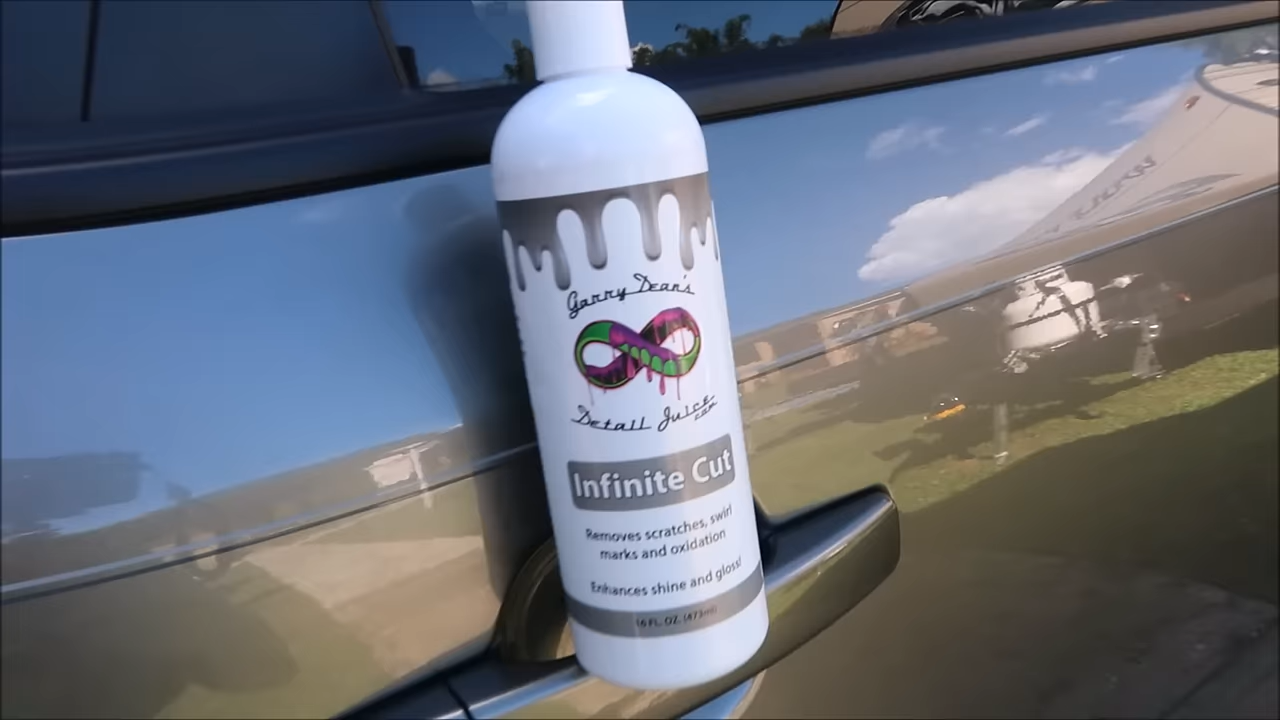 Garry Dean's
Detail Juice
.com
Infinite Cut
Removes scratches, swirl
marks and oxidation
Enhances shine and gloss!
16 FL. OZ. (473ml)